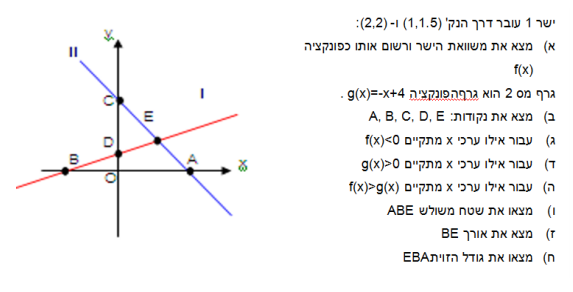 ישר 1 עובר דרך הנק' (1,1.5) ו- (2,2):
א) מצא את משוואת הישר ורשום אותו כפונקציה
f(x)
גרף מס 2 הוא גרףהפונקציה g(x)=-x+4 .
ב) מצא את נקודות: A, B, C, D, E
ג) עבור אילו ערכי x מתקיים f(x)<0
ד) עבור אילו ערכי x מתקיים g(x)>0
ה) עבור אילו ערכי x מתקיים f(x)>g(x)
ו) מצאו את שטח משולש ABE
ז) מצא את אורך BE
ח) מצאו את גודל הזויתEBA
y
II
C
I
E
D
B
A
x
O